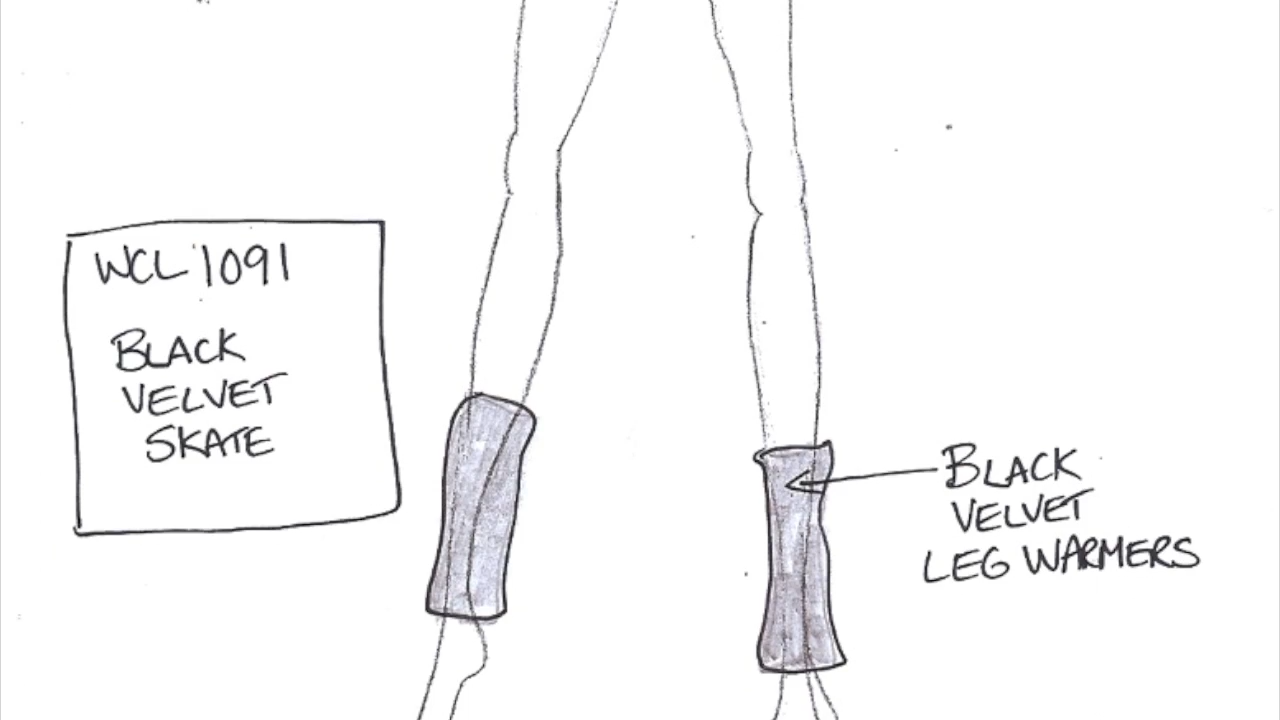 WCL 1091
BLACK
VELVET
SKATE
BLACK
VELVET
LEG WARMERS